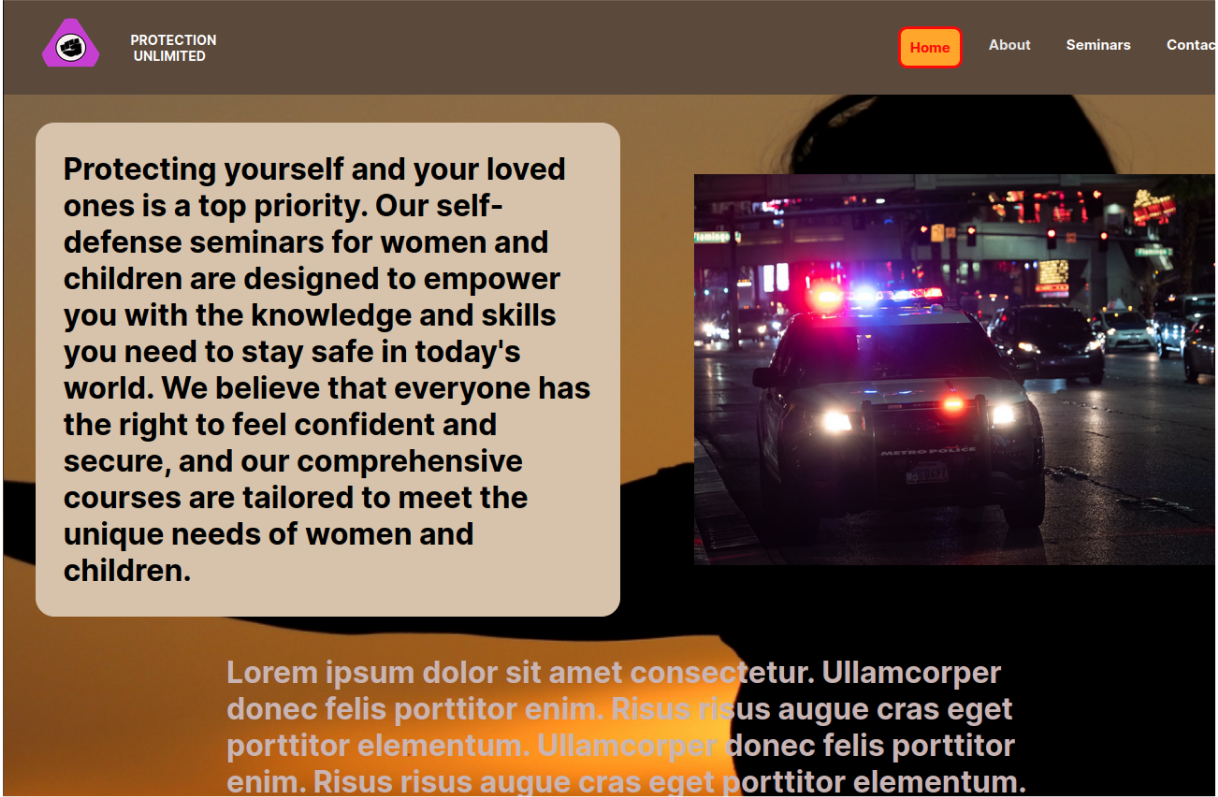 PROTECTION
UNLIMITED
Home About Seminars Contac
Protecting yourself and your loved
ones is a top priority. Our self-
defense seminars for women and
children are designed to empower
you with the knowledge and skills
you need to stay safe in today's
world. We believe that everyone has
the right to feel confident and
secure, and our comprehensive
courses are tailored to meet the
unique needs of women and
children.
Flamingo
Flamingo
METRO POLICE
Lorem ipsum dolor sit amet consectetur. Ullamcorper
donec felis porttitor enim. Risus risus augue cras eget
porttitor elementum. Ullamcorper donec felis porttitor
enim. Risus risus augue cras eget porttitor elementum.